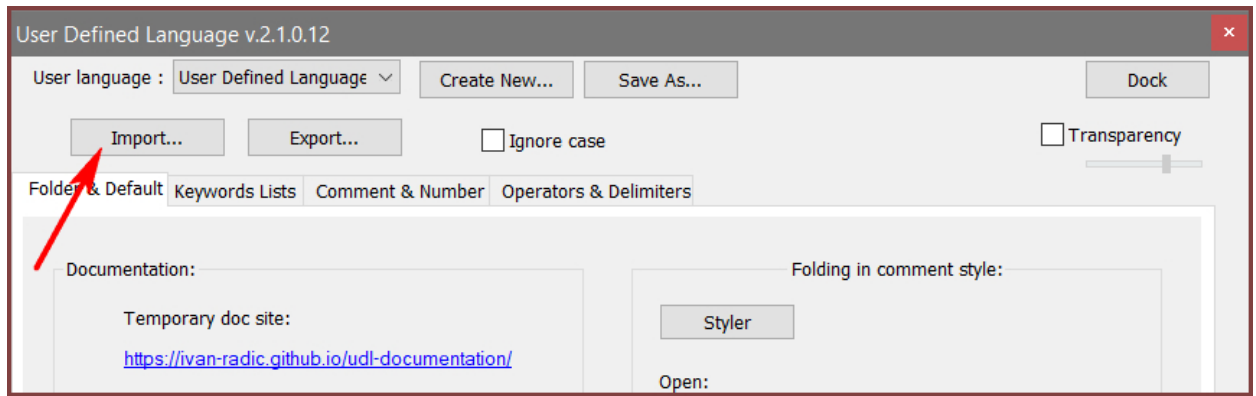 User Defined Language v.2.1.0.12
User language : User Defined Language Create New... Save As... Dock
Import... Export... Ignore case Transparency
Folder & Default Keywords Lists Comment & Number Operators & Delimiters
Documentation: Folding in comment style:
Temporary doc site: Styler
https://ivan-radic.github.io/udl-documentation/
Open: